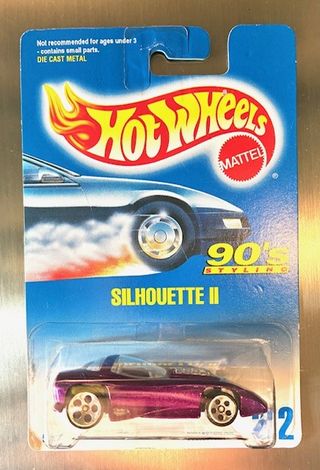 Not recommended for ages under 3
- contains small parts.
DIE CAST METAL
HOT WHEELS
MATTEL
®
90's
STYLING
SILHOUETTE II